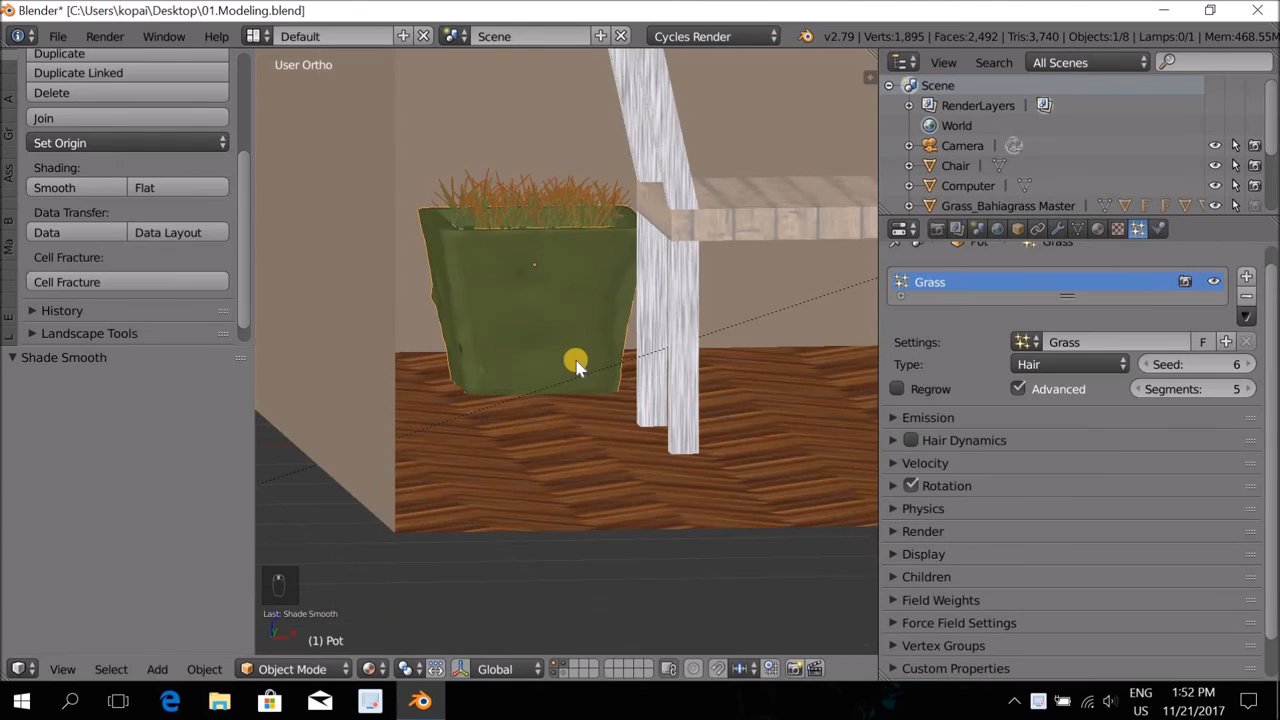 Blender* [C:\Users\kopai\Desktop\01.Modeling.blend]
File Render Window Help Default Scene Cycles Render v2.79 | Verts:1,895 | Faces:2,492 | Tris:3,740 | Objects:1/8 | Lamps:0/1 | Mem:468.55M
Duplicate
Duplicate Linked
Delete
Join
Set Origin
Shading:
Smooth Flat
Data Transfer:
Data Data Layout
Cell Fracture:
Cell Fracture
History
Landscape Tools
Shade Smooth
A
Gr
Ass
B
Ma
E
L
User Ortho
Last: Shade Smooth
(1) Pot
View Search All Scenes
Scene
RenderLayers
World
Camera
Chair
Computer
Grass_Bahiagrass Master
Pot Grass
Grass
Settings: Grass F
Type: Hair Seed: 6
Regrow Advanced Segments: 5
Emission
Hair Dynamics
Velocity
Rotation
Physics
Render
Display
Children
Field Weights
Force Field Settings
Vertex Groups
Custom Properties
View Select Add Object Object Mode Global
ENG
US
1:52 PM
11/21/2017